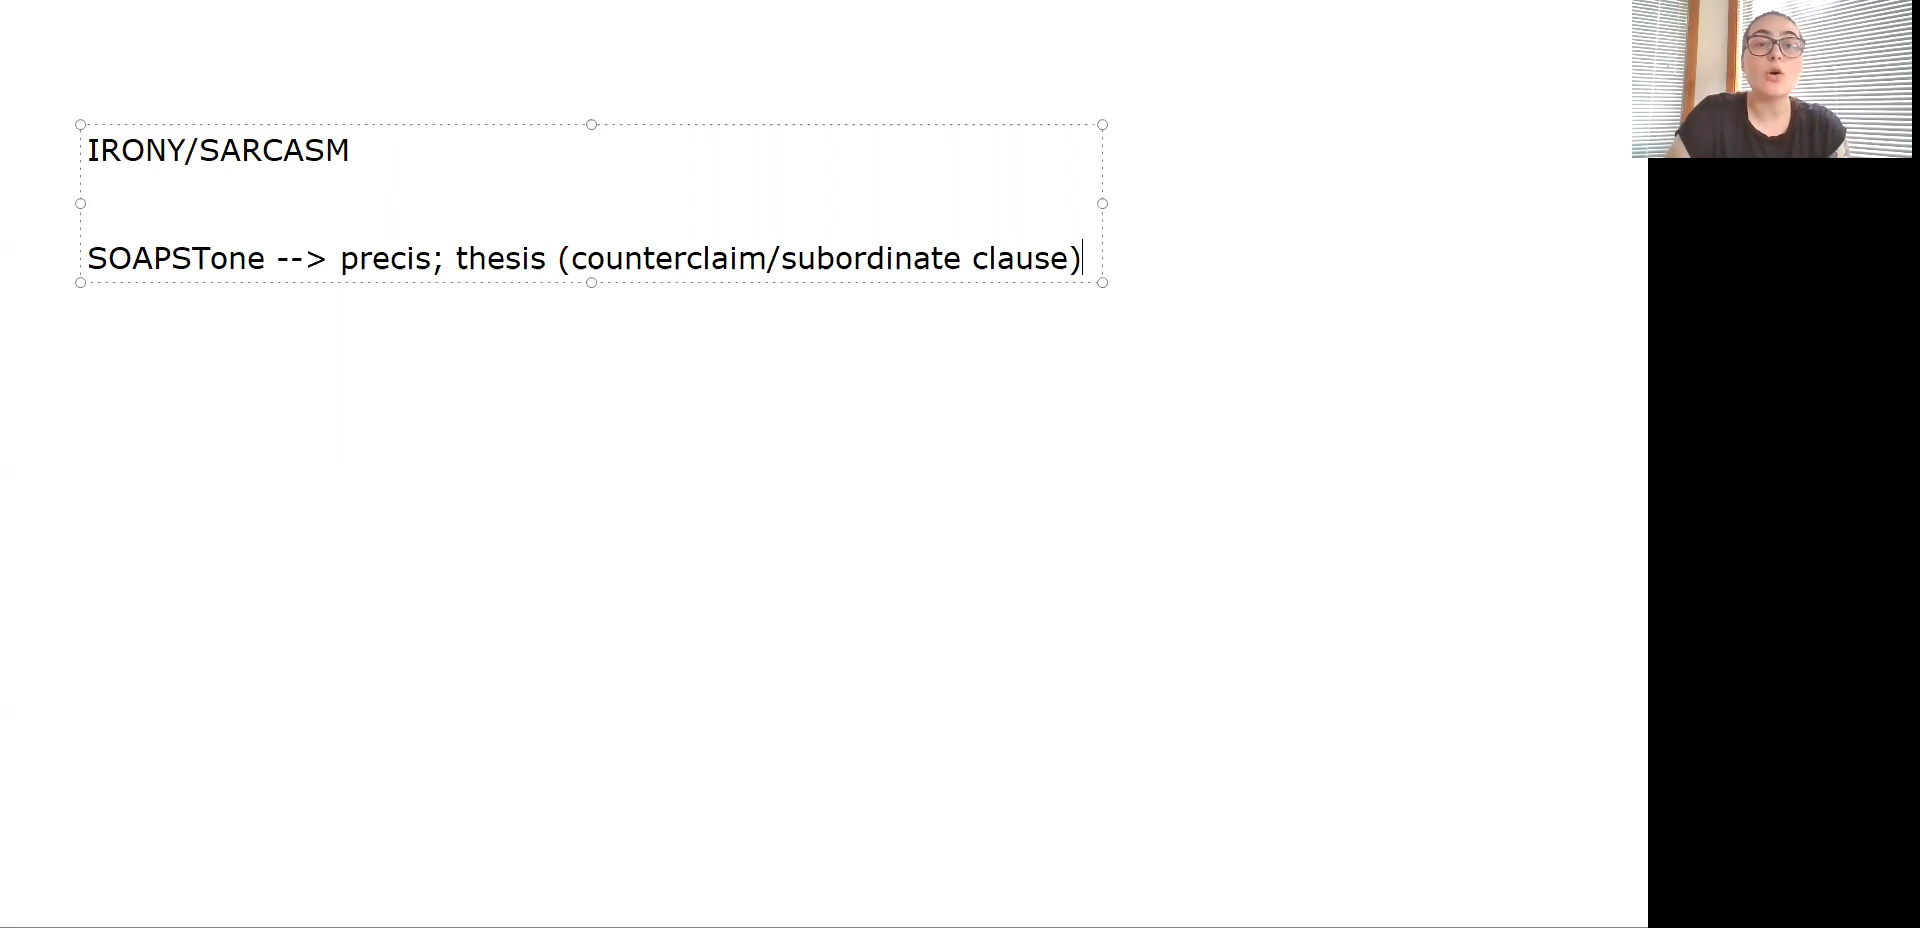 IRONY/SARCASM
SOAPSTone --> precis; thesis (counterclaim/subordinate clause)